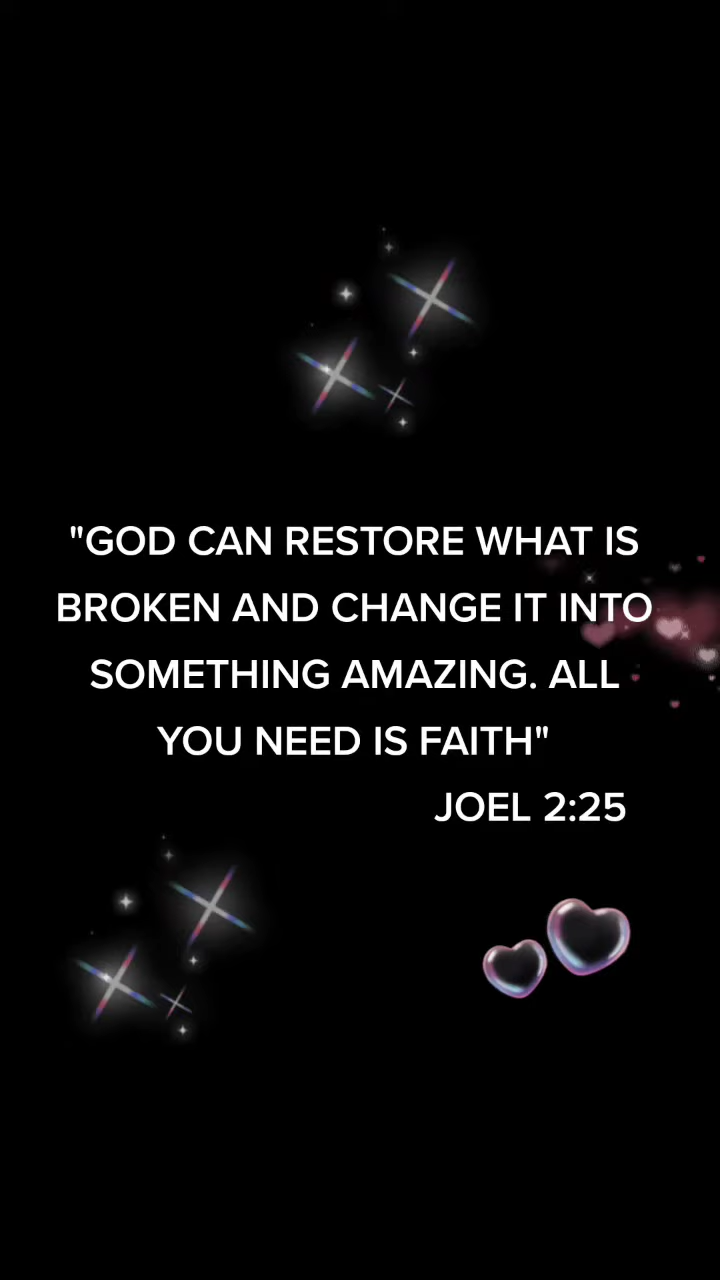 "GOD CAN RESTORE WHAT IS
BROKEN AND CHANGE IT INTO
SOMETHING AMAZING. ALL
YOU NEED IS FAITH"
JOEL 2:25